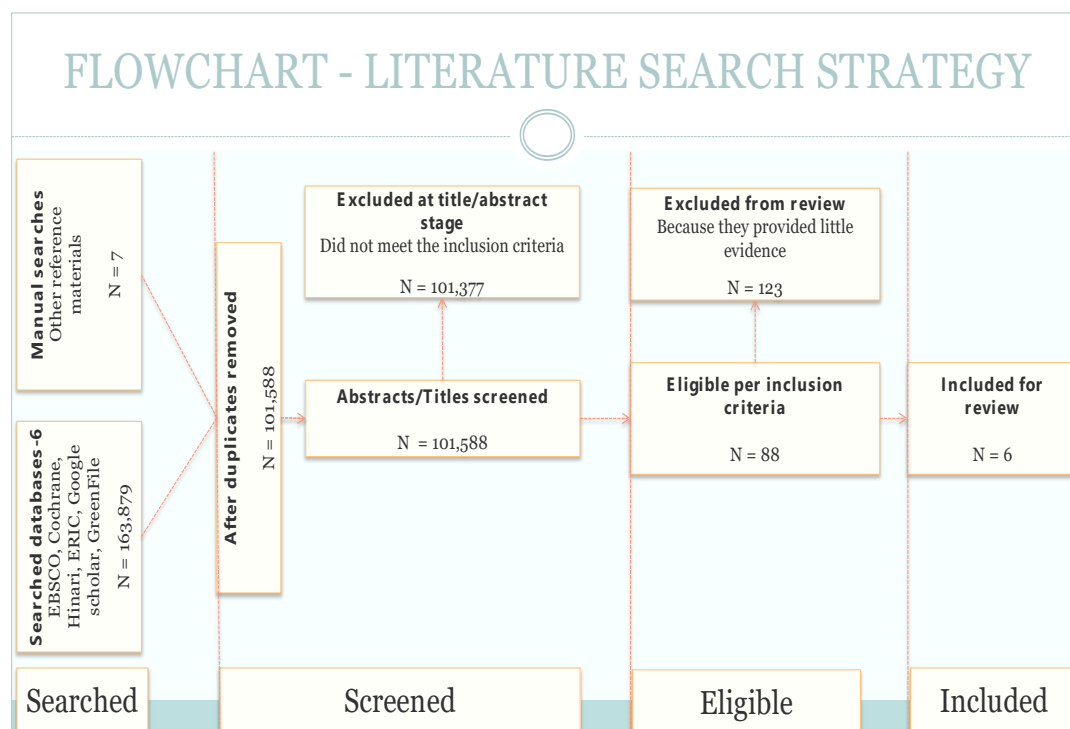 FLOWCHART - LITERATURE SEARCH STRATEGY
Manual searches
Other reference
materials
N = 7
Searched databases-6
EBSCO, Cochrane,
Hinari, ERIC, Google
scholar, GreenFile
N = 163,879
After duplicates removed
N = 101,588
Excluded at title/abstract
stage
Did not meet the inclusion criteria
N = 101,377
Abstracts/Titles screened
N = 101,588
Excluded from review
Because they provided little
evidence
N = 123
Eligible per inclusion
criteria
N = 88
Included for
review
N = 6
Searched
Screened
Eligible
Included